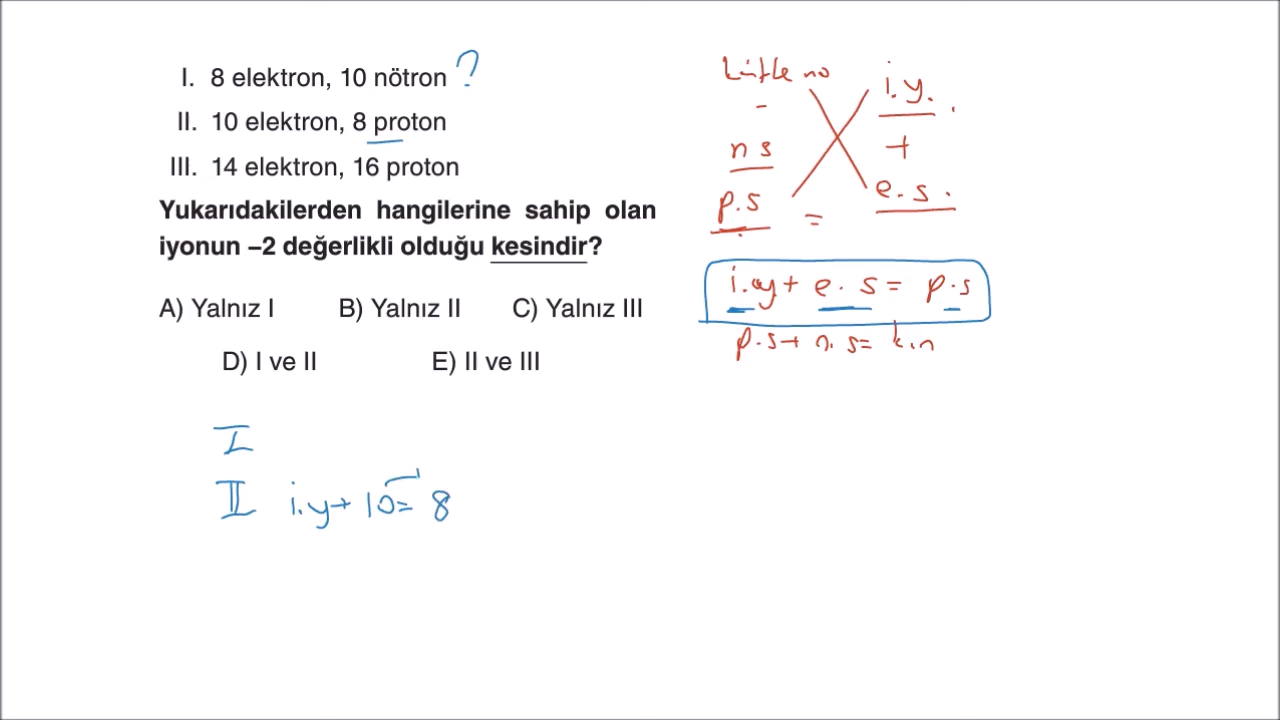 I. 8 elektron, 10 nötron ?
II. 10 elektron, 8 proton
III. 14 elektron, 16 proton
Yukarıdakilerden hangilerine sahip olan
iyonun –2 değerlikli olduğu kesindir?
A) Yalnız I B) Yalnız II C) Yalnız III
D) I ve II E) II ve III
I
II i.y+ 10= 8
kütle no i.y.
- +
n s
p.s = e.s.
i.y+ e.s= p.s
p.s+ n.s= k.n